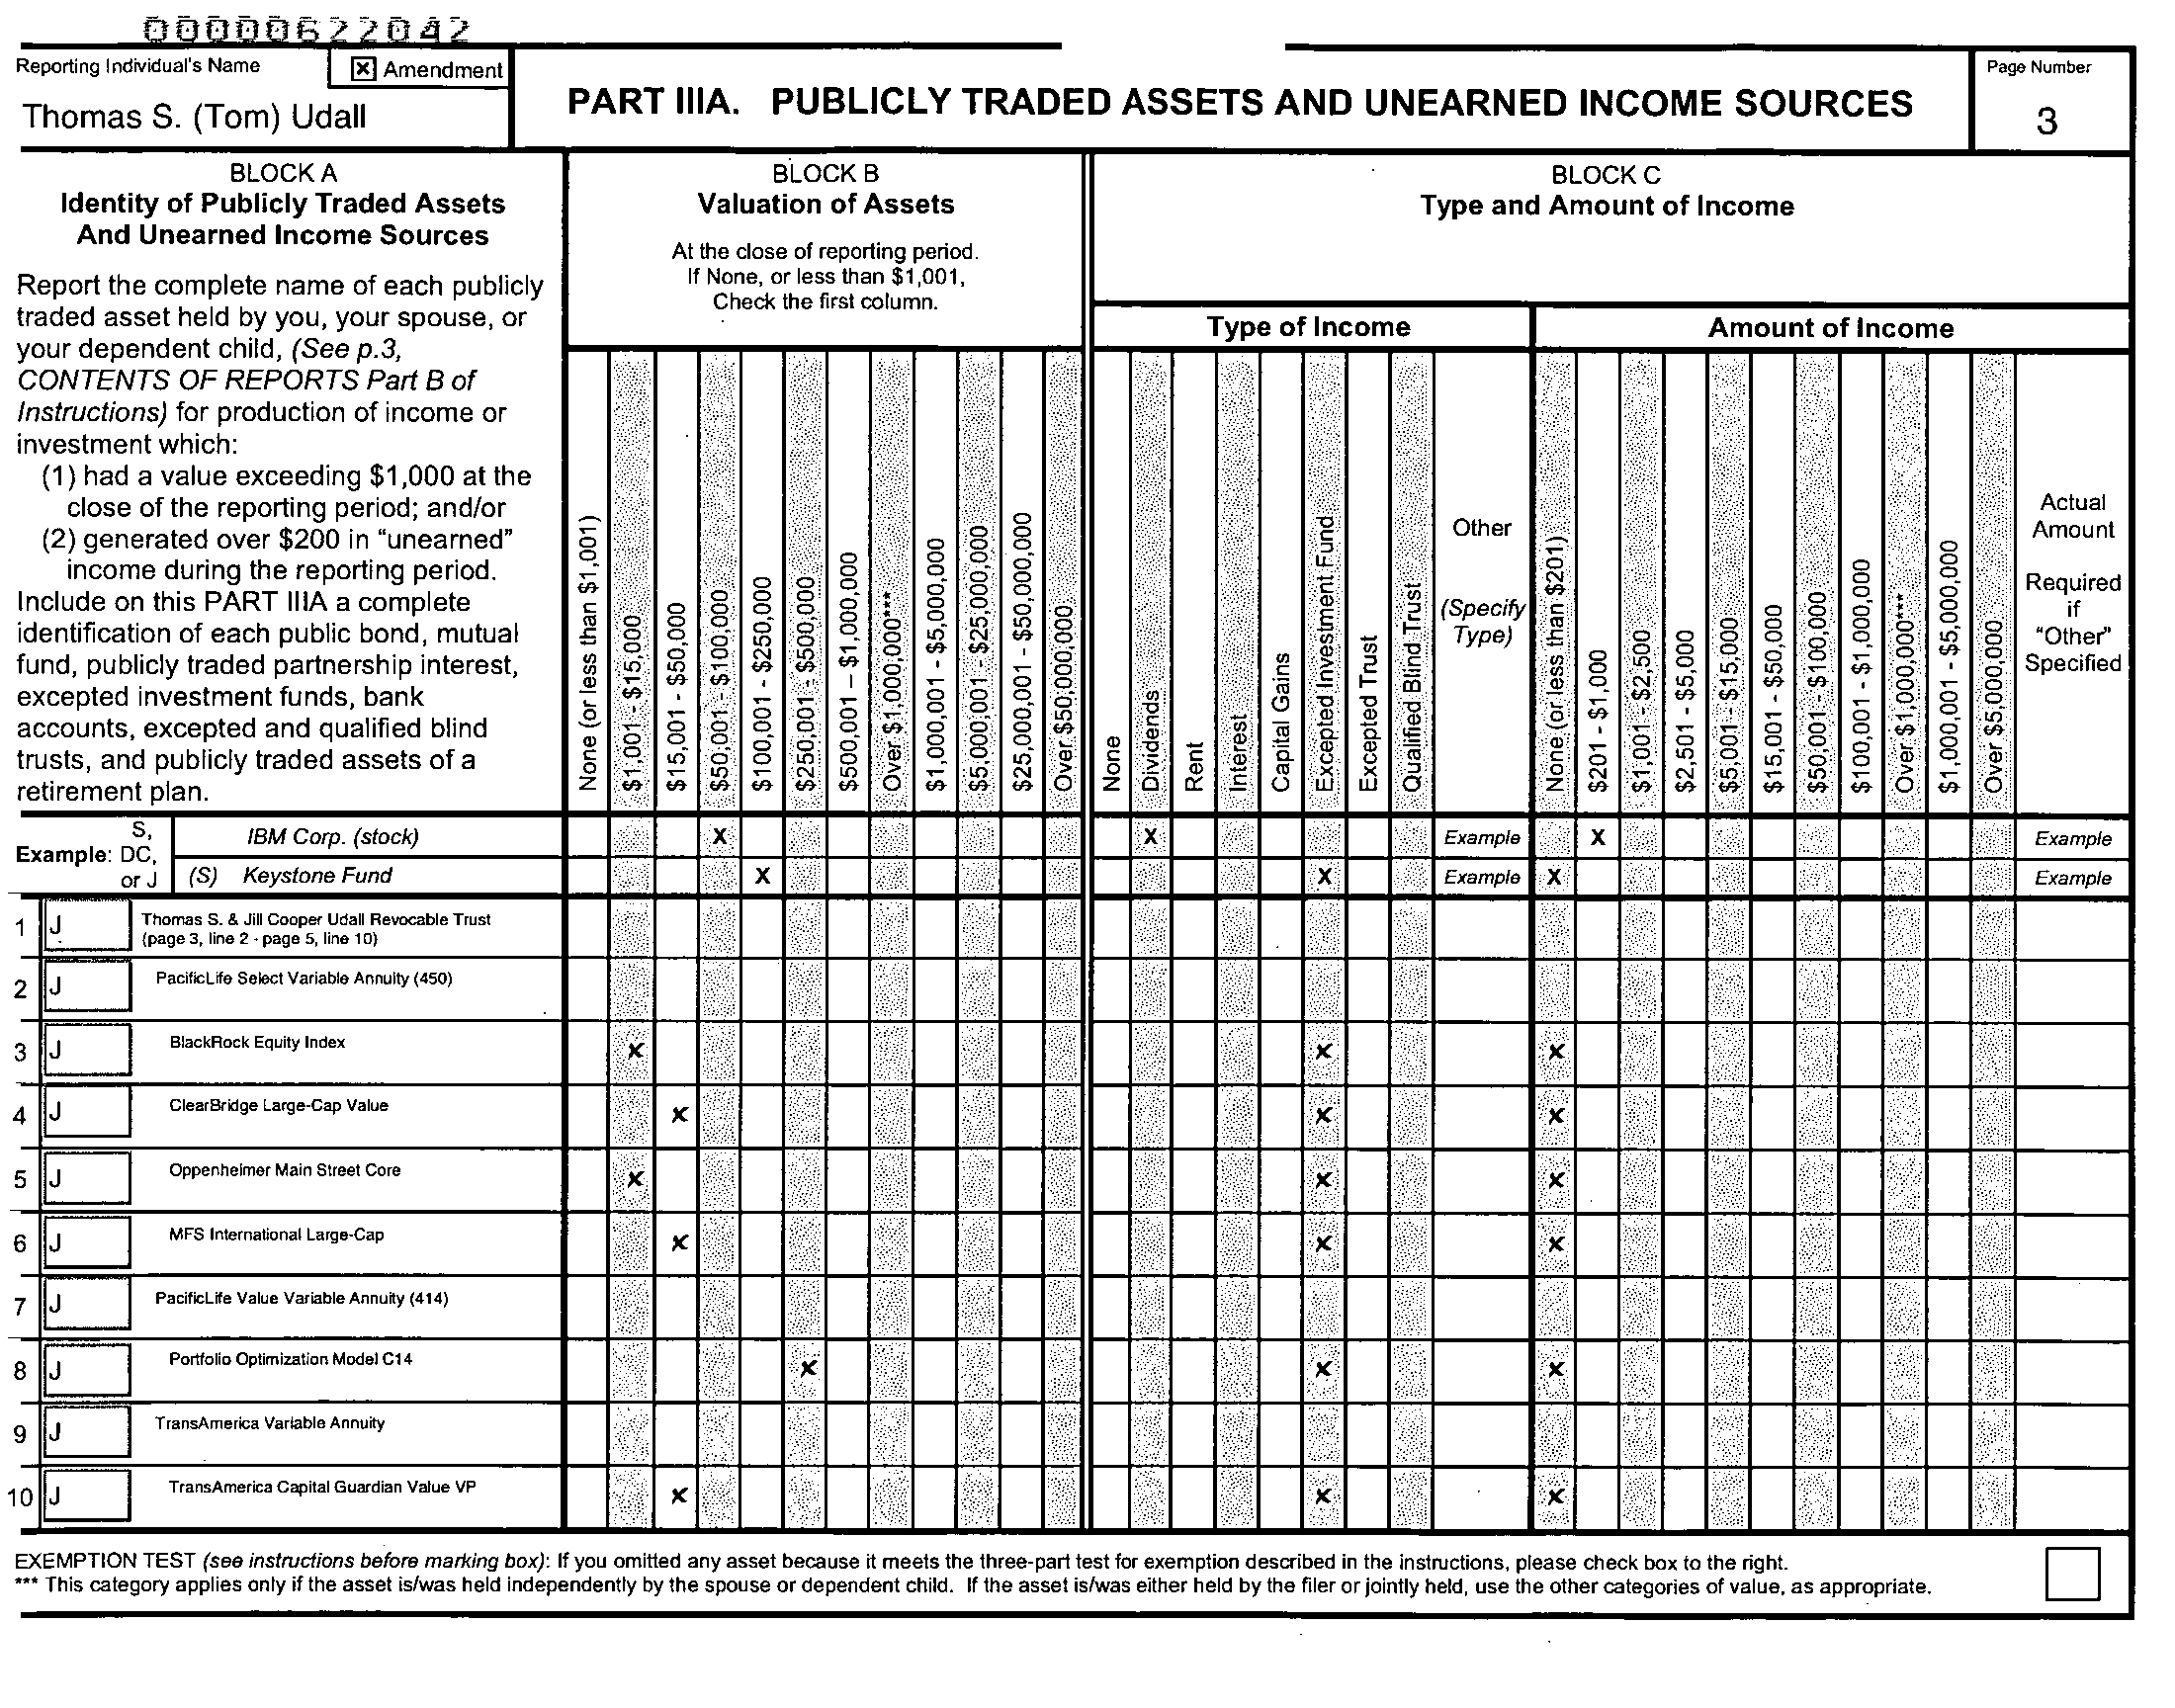 00000622042
Reporting Individual's Name
[X] Amendment
Thomas S. (Tom) Udall
PART IIIA. PUBLICLY TRADED ASSETS AND UNEARNED INCOME SOURCES
Page Number
3
BLOCK A
Identity of Publicly Traded Assets
And Unearned Income Sources
Report the complete name of each publicly
traded asset held by you, your spouse, or
your dependent child, (See p.3,
CONTENTS OF REPORTS Part B of
Instructions) for production of income or
investment which:
(1) had a value exceeding $1,000 at the
close of the reporting period; and/or
(2) generated over $200 in “unearned”
income during the reporting period.
Include on this PART IIIA a complete
identification of each public bond, mutual
fund, publicly traded partnership interest,
excepted investment funds, bank
accounts, excepted and qualified blind
trusts, and publicly traded assets of a
retirement plan.
BLOCK B
Valuation of Assets
At the close of reporting period.
If None, or less than $1,001,
Check the first column.
None (or less than $1,001)
$1,001 - $15,000
$15,001 - $50,000
$50,001 - $100,000
$100,001 - $250,000
$250,001 - $500,000
$500,001 – $1,000,000
Over $1,000,000***
$1,000,001 - $5,000,000
$5,000,001 - $25,000,000
$25,000,001 - $50,000,000
Over $50,000,000
BLOCK C
Type and Amount of Income
Type of Income
None
Dividends
Rent
Interest
Capital Gains
Excepted Investment Fund
Excepted Trust
Qualified Blind Trust
Other
(Specify
Type)
Amount of Income
None (or less than $201)
$201 - $1,000
$1,001 - $2,500
$2,501 - $5,000
$5,001 - $15,000
$15,001 - $50,000
$50,001 - $100,000
$100,001 - $1,000,000
Over $1,000,000***
$1,000,001 - $5,000,000
Over $5,000,000
Actual
Amount
Required
if
“Other”
Specified
Example: S, DC, or J
IBM Corp. (stock) X X Example X Example
(S) Keystone Fund X X Example X Example
1 J Thomas S. & Jill Cooper Udall Revocable Trust
(page 3, line 2 - page 5, line 10)
2 J PacificLife Select Variable Annuity (450)
3 J BlackRock Equity Index X X X
4 J ClearBridge Large-Cap Value X X X
5 J Oppenheimer Main Street Core X X X
6 J MFS International Large-Cap X X X
7 J PacificLife Value Variable Annuity (414)
8 J Portfolio Optimization Model C14 X X X
9 J TransAmerica Variable Annuity
10 J TransAmerica Capital Guardian Value VP X X X
EXEMPTION TEST (see instructions before marking box): If you omitted any asset because it meets the three-part test for exemption described in the instructions, please check box to the right.
*** This category applies only if the asset is/was held independently by the spouse or dependent child. If the asset is/was either held by the filer or jointly held, use the other categories of value, as appropriate.